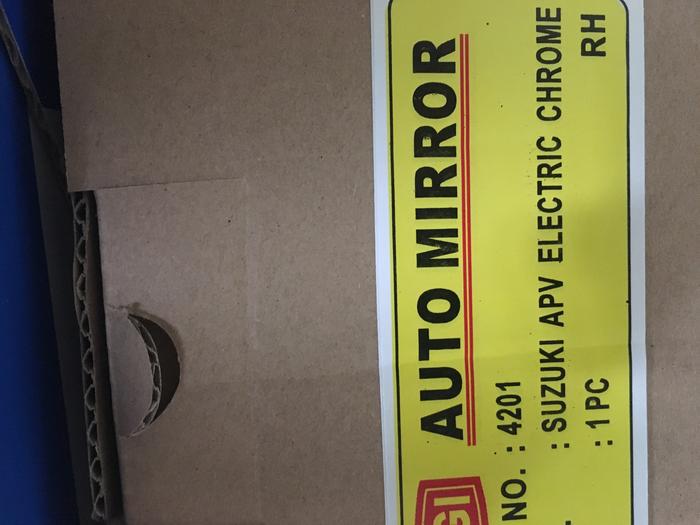 AUTO MIRROR
NO. : 4201
: SUZUKI APV ELECTRIC CHROME
: 1 PC RH